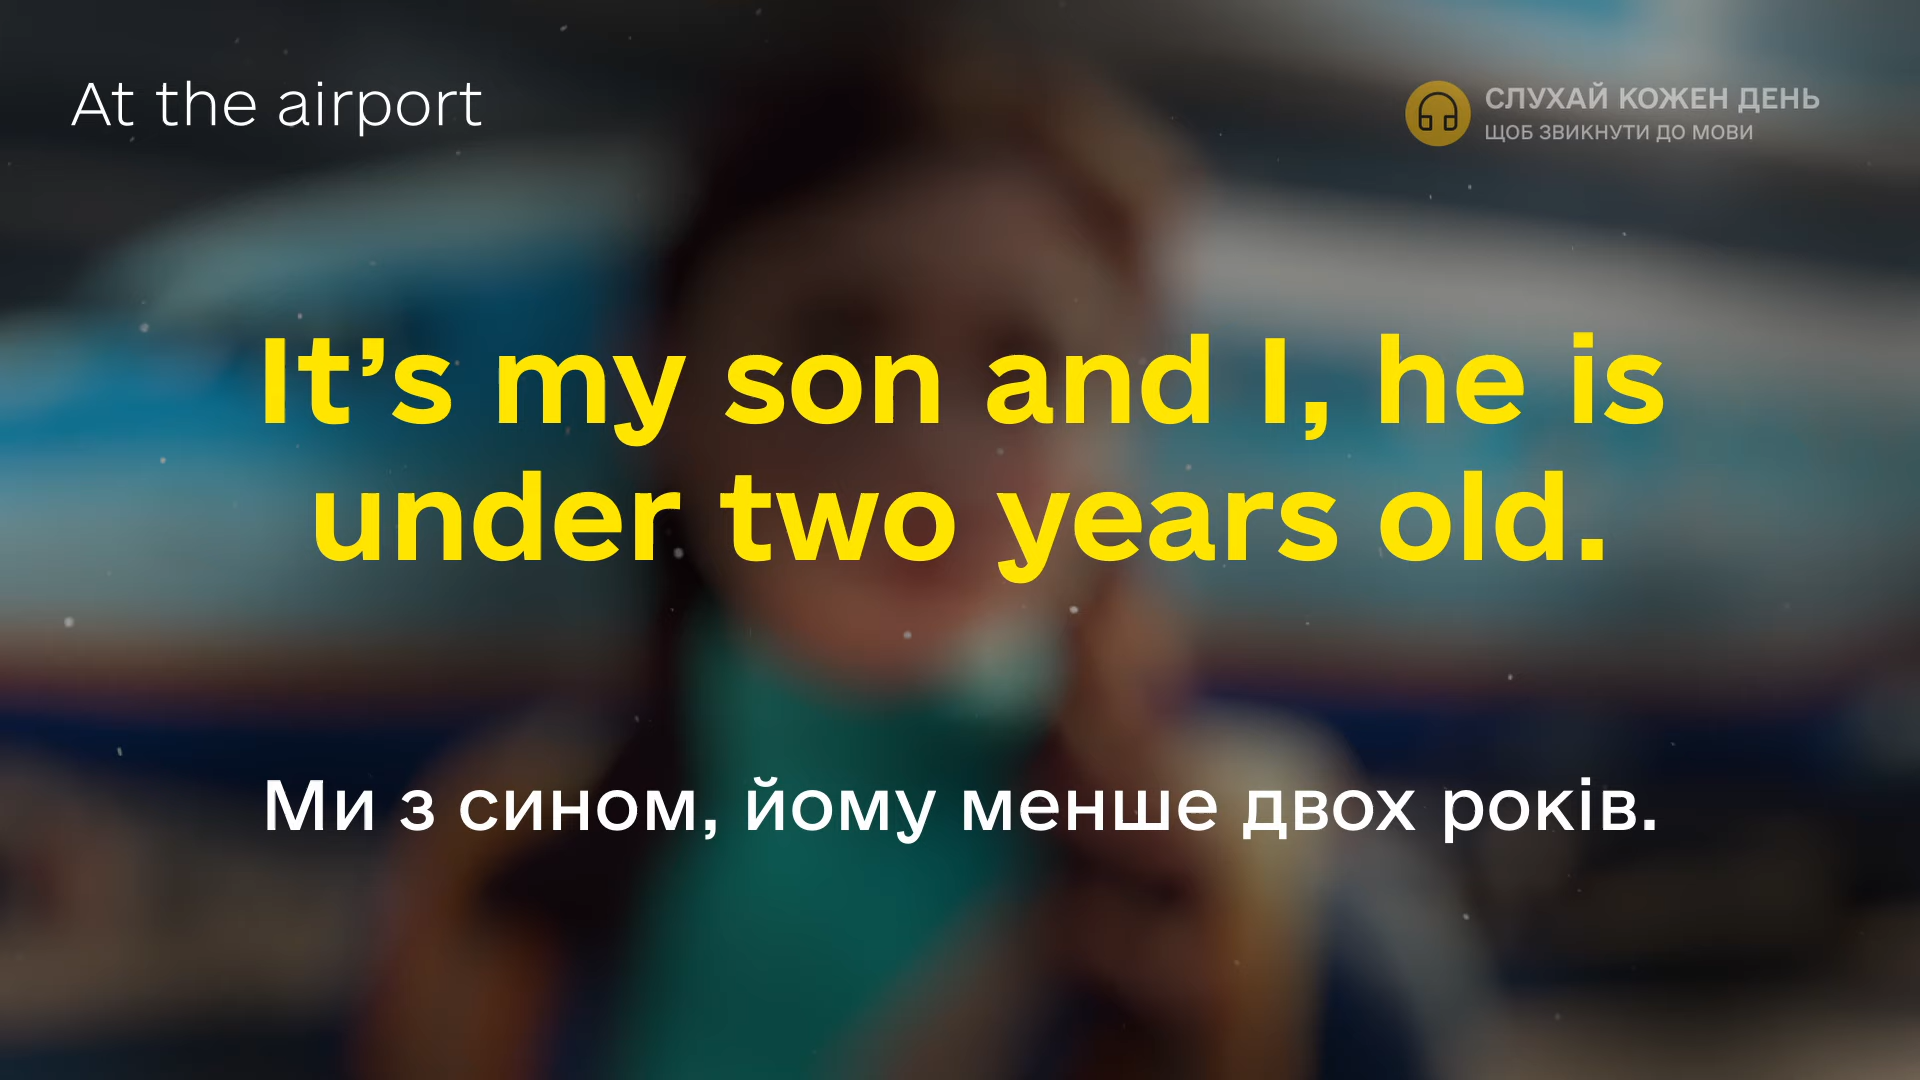 At the airport
СЛУХАЙ КОЖЕН ДЕНЬ
ЩОБ ЗВИКНУТИ ДО МОВИ
It’s my son and I, he is
under two years old.
Ми з сином, йому менше двох років.